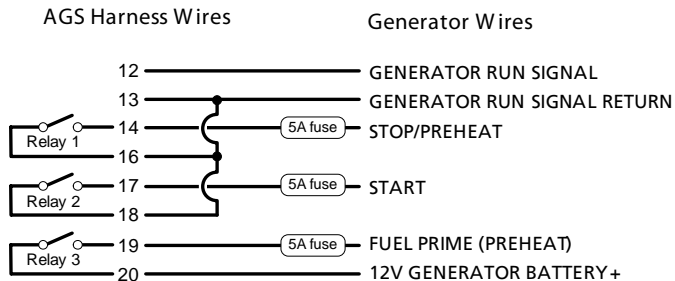 AGS Harness Wires Generator Wires
12 GENERATOR RUN SIGNAL
13 GENERATOR RUN SIGNAL RETURN
14 5A fuse STOP/PREHEAT
Relay 1
16
17 5A fuse START
Relay 2
18
19 5A fuse FUEL PRIME (PREHEAT)
Relay 3
20 12V GENERATOR BATTERY+